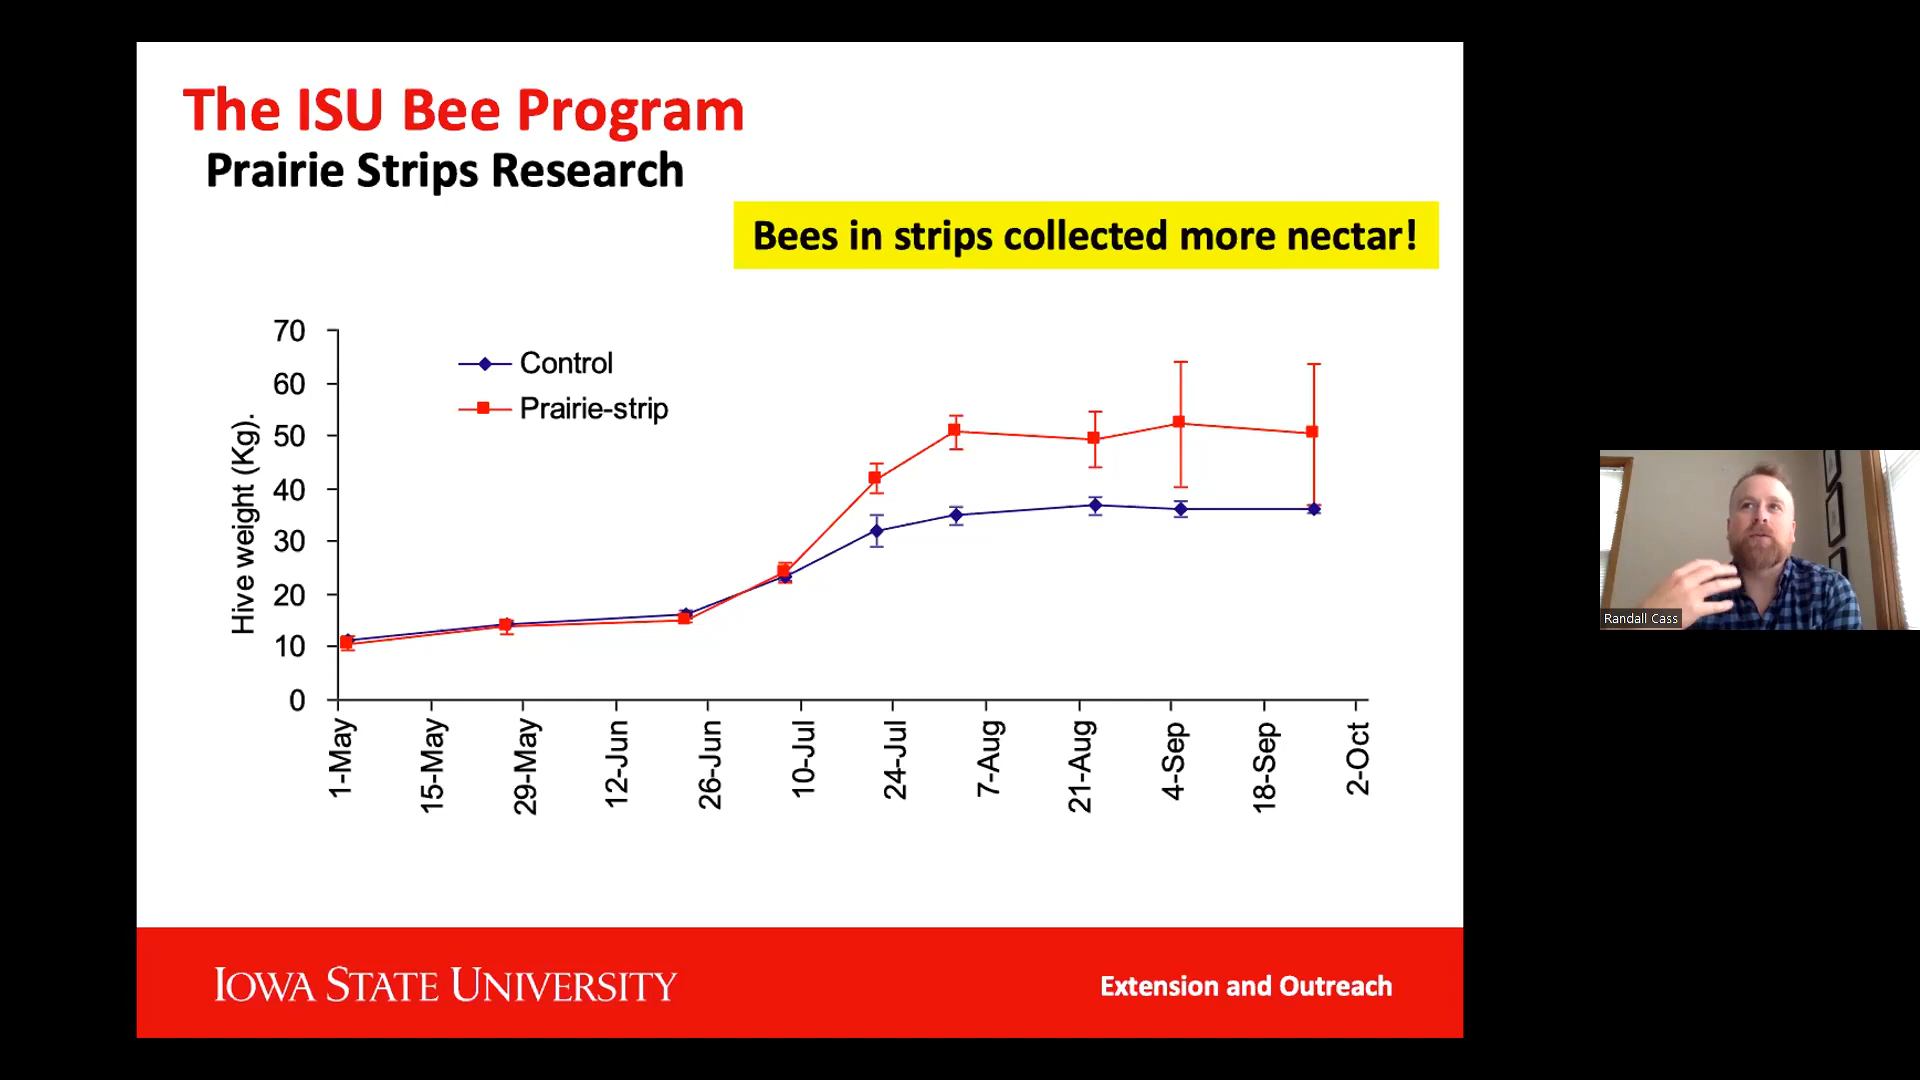 The ISU Bee Program
Prairie Strips Research
Bees in strips collected more nectar!
Hive weight (Kg).
70
60
50
40
30
20
10
0
Control
Prairie-strip
1-May
15-May
29-May
12-Jun
26-Jun
10-Jul
24-Jul
7-Aug
21-Aug
4-Sep
18-Sep
2-Oct
Randall Cass
IOWA STATE UNIVERSITY
Extension and Outreach